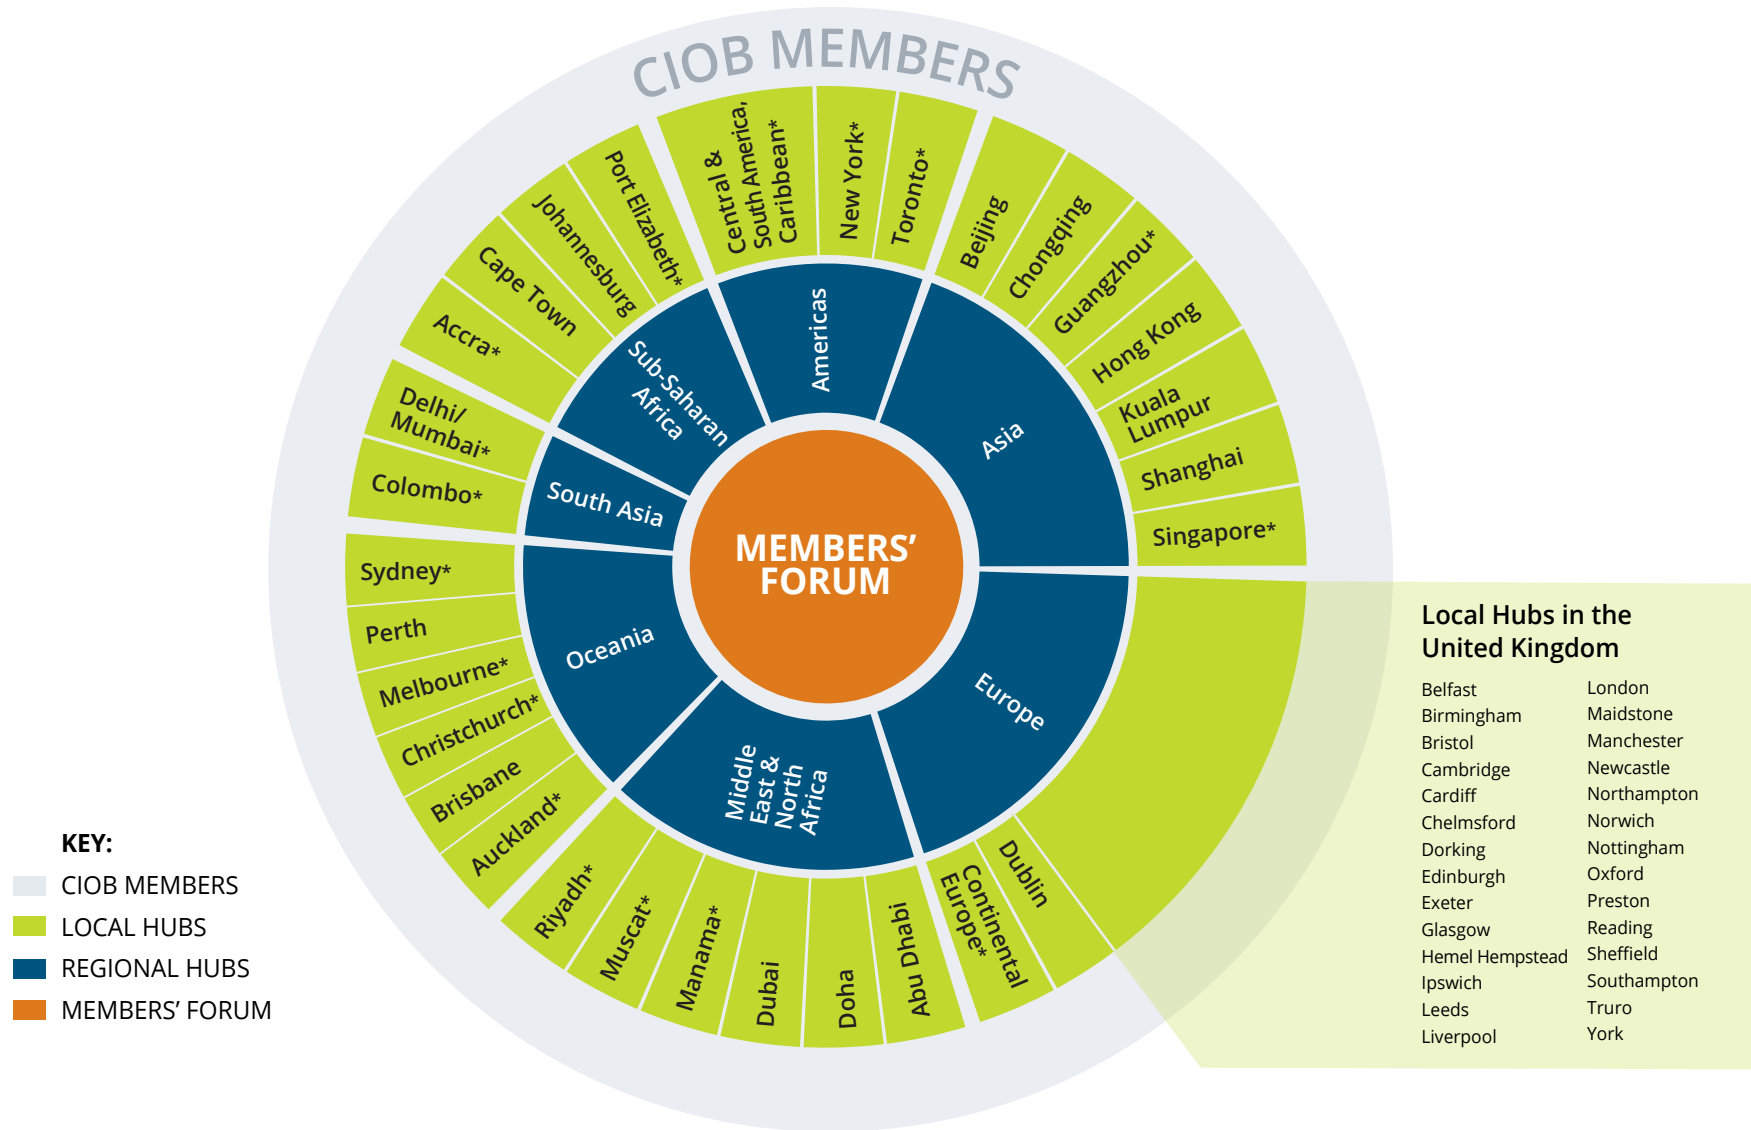 CIOB MEMBERS
Central &
South America,
Caribbean*
New York*
Toronto*
Beijing
Chongqing
Guangzhou*
Hong Kong
Kuala
Lumpur
Shanghai
Singapore*
Port Elizabeth*
Johannesburg
Cape Town
Accra*
Delhi/
Mumbai*
Colombo*
Sydney*
Perth
Melbourne*
Christchurch*
Brisbane
Auckland*
Riyadh*
Muscat*
Manama*
Dubai
Doha
Abu Dhabi
Continental
Europe*
Dublin
Americas
Asia
Europe
Middle
East &
North
Africa
Oceania
South Asia
Sub-Saharan
Africa
MEMBERS’
FORUM
Local Hubs in the
United Kingdom
Belfast
Birmingham
Bristol
Cambridge
Cardiff
Chelmsford
Dorking
Edinburgh
Exeter
Glasgow
Hemel Hempstead
Ipswich
Leeds
Liverpool
London
Maidstone
Manchester
Newcastle
Northampton
Norwich
Nottingham
Oxford
Preston
Reading
Sheffield
Southampton
Truro
York
KEY:
CIOB MEMBERS
LOCAL HUBS
REGIONAL HUBS
MEMBERS’ FORUM